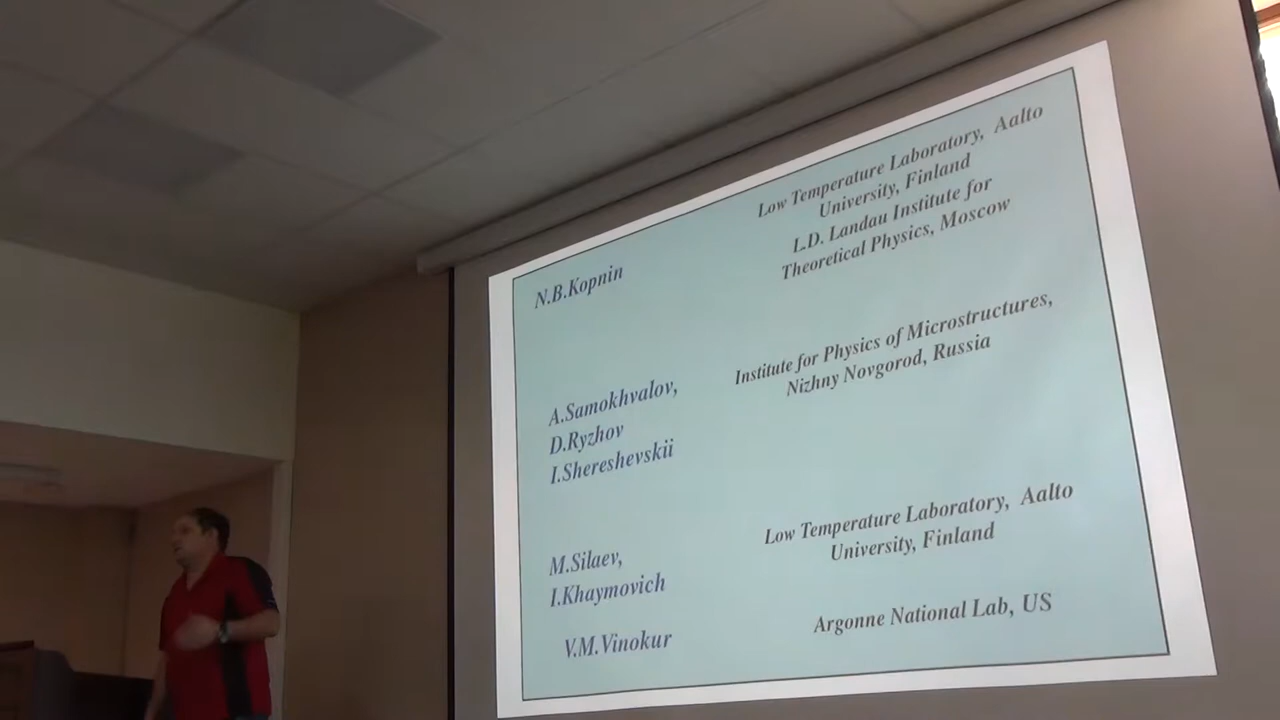 N.B.Kopnin
Low Temperature Laboratory, Aalto
University, Finland
L.D. Landau Institute for
Theoretical Physics, Moscow
A.Samokhvalov,
D.Ryzhov
I.Shereshevskii
Institute for Physics of Microstructures,
Nizhny Novgorod, Russia
M.Silaev,
I.Khaymovich
Low Temperature Laboratory, Aalto
University, Finland
V.M.Vinokur
Argonne National Lab, US